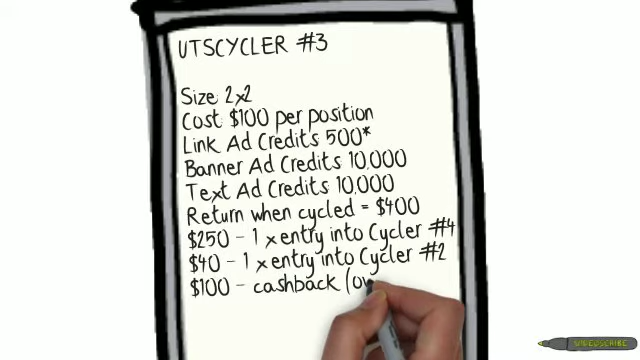 UTSCYCLER #3
Size: 2x2
Cost: $100 per position
Link Ad Credits: 500*
Banner Ad Credits: 10,000
Text Ad Credits: 10,000
Return when cycled = $400
$250 - 1 x entry into Cycler #4
$40 - 1 x entry into Cycler #2
$100 - cashback (ov
VIDEOSCRIBE